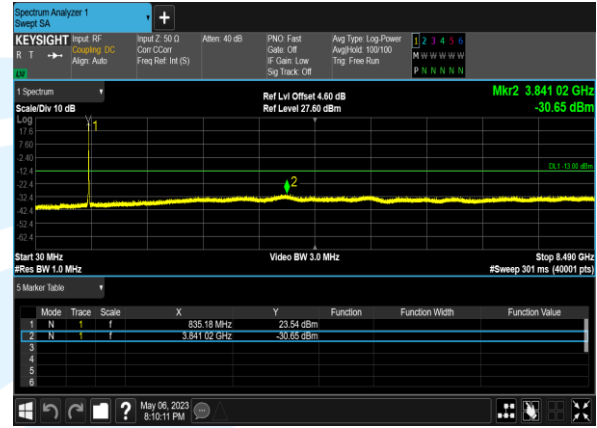 Spectrum Analyzer 1
Swept SA
+
KEYSIGHT Input: RF Input Z: 50 Ω Atten: 40 dB PNO: Fast Avg Type: Log-Power 1 2 3 4 5 6
R T Coupling: DC Corr CCorr Gate: Off Avg|Hold: 100/100 M W W W W W
Align: Auto Freq Ref: Int (S) IF Gain: Low Trig: Free Run P N N N N N
Sig Track: Off
1 Spectrum Ref Lvl Offset 4.60 dB Mkr2 3.841 02 GHz
Scale/Div 10 dB Ref Level 27.60 dBm -30.65 dBm
Log
17.6
7.60
-2.40
-12.4
-22.4
-32.4
-42.4
-52.4
-62.4
1
2
DL1 -13.00 dBm
Start 30 MHz Video BW 3.0 MHz Stop 8.490 GHz
#Res BW 1.0 MHz #Sweep 301 ms (40001 pts)
5 Marker Table
Mode Trace Scale X Y Function Function Width Function Value
1 N 1 f 835.18 MHz 23.54 dBm
2 N 1 f 3.841 02 GHz -30.65 dBm
3
4
5
6
? May 06, 2023
8:10:11 PM